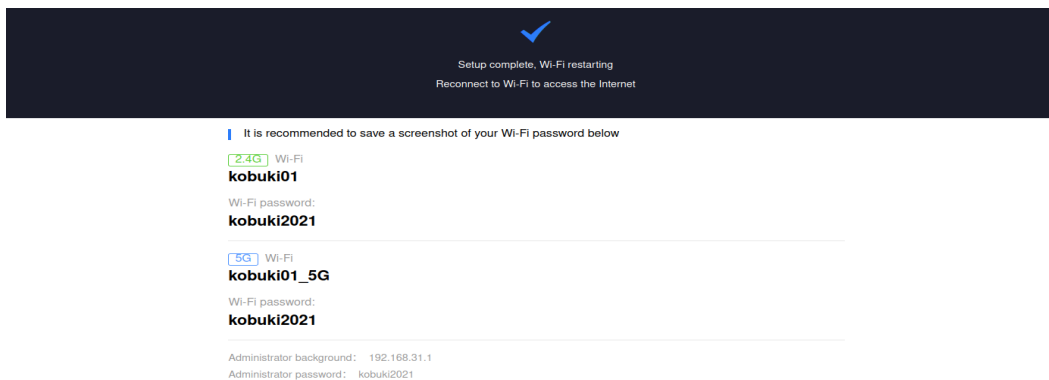 Setup complete, Wi-Fi restarting
Reconnect to Wi-Fi to access the Internet
It is recommended to save a screenshot of your Wi-Fi password below
2.4G Wi-Fi
kobuki01
Wi-Fi password:
kobuki2021
5G Wi-Fi
kobuki01_5G
Wi-Fi password:
kobuki2021
Administrator background: 192.168.31.1
Administrator password: kobuki2021